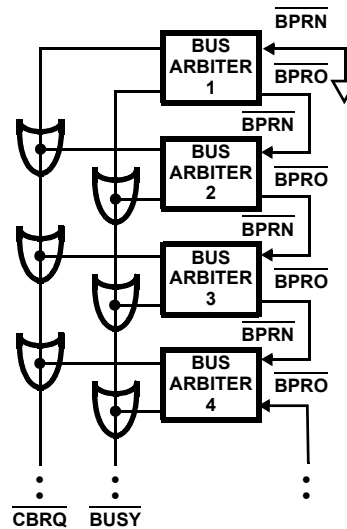 BPRN
BUS
ARBITER
1
BPRO
BPRN
BUS
ARBITER
2
BPRO
BPRN
BUS
ARBITER
3
BPRO
BPRN
BUS
ARBITER
4
BPRO
CBRQ
BUSY